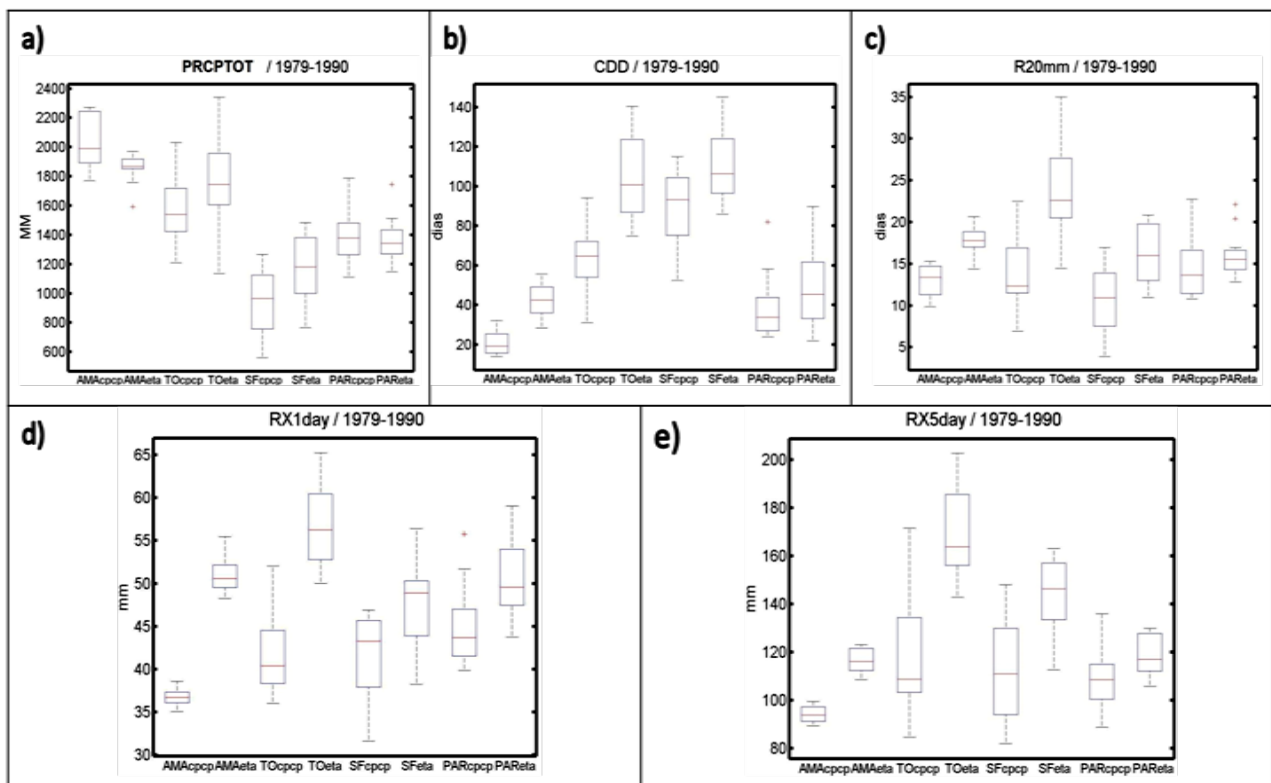 a)
PRCPTOT / 1979-1990
MM
2400
2200
2000
1800
1600
1400
1200
1000
800
600
AMAcpcp AMAeta TOcpcp TOeta SFcpcp SFeta PARcpcp PAReta
b)
CDD / 1979-1990
dias
140
120
100
80
60
40
20
AMAcpcp AMAeta TOcpcp TOeta SFcpcp SFeta PARcpcp PAReta
c)
R20mm / 1979-1990
dias
35
30
25
20
15
10
5
AMAcpcp AMAeta TOcpcp TOeta SFcpcp SFeta PARcpcp PAReta
d)
RX1day / 1979-1990
mm
65
60
55
50
45
40
35
30
AMAcpcp AMAeta TOcpcp TOeta SFcpcp SFeta PARcpcp PAReta
e)
RX5day / 1979-1990
mm
200
180
160
140
120
100
80
AMAcpcp AMAeta TOcpcp TOeta SFcpcp SFeta PARcpcp PAReta